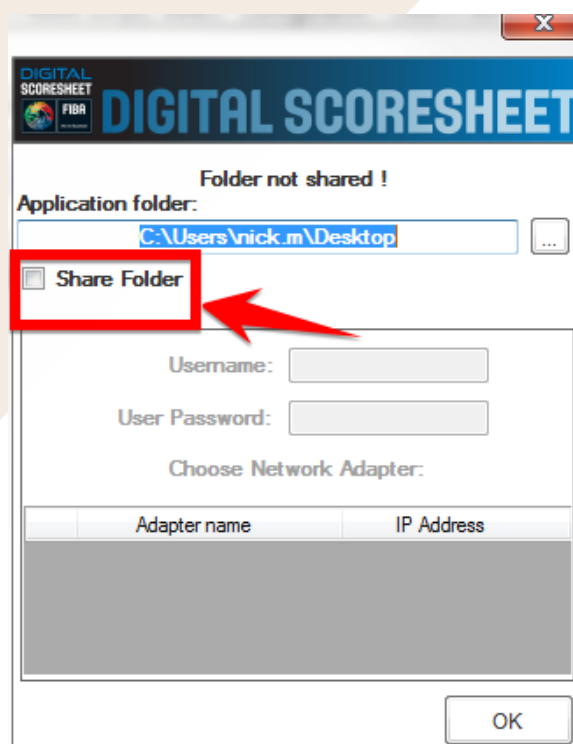 X
DIGITAL
SCORESHEET
FIBA
DIGITAL SCORESHEET
Folder not shared !
Application folder:
C:\Users\nick.m\Desktop
...
Share Folder
Username:
User Password:
Choose Network Adapter:
Adapter name IP Address
OK